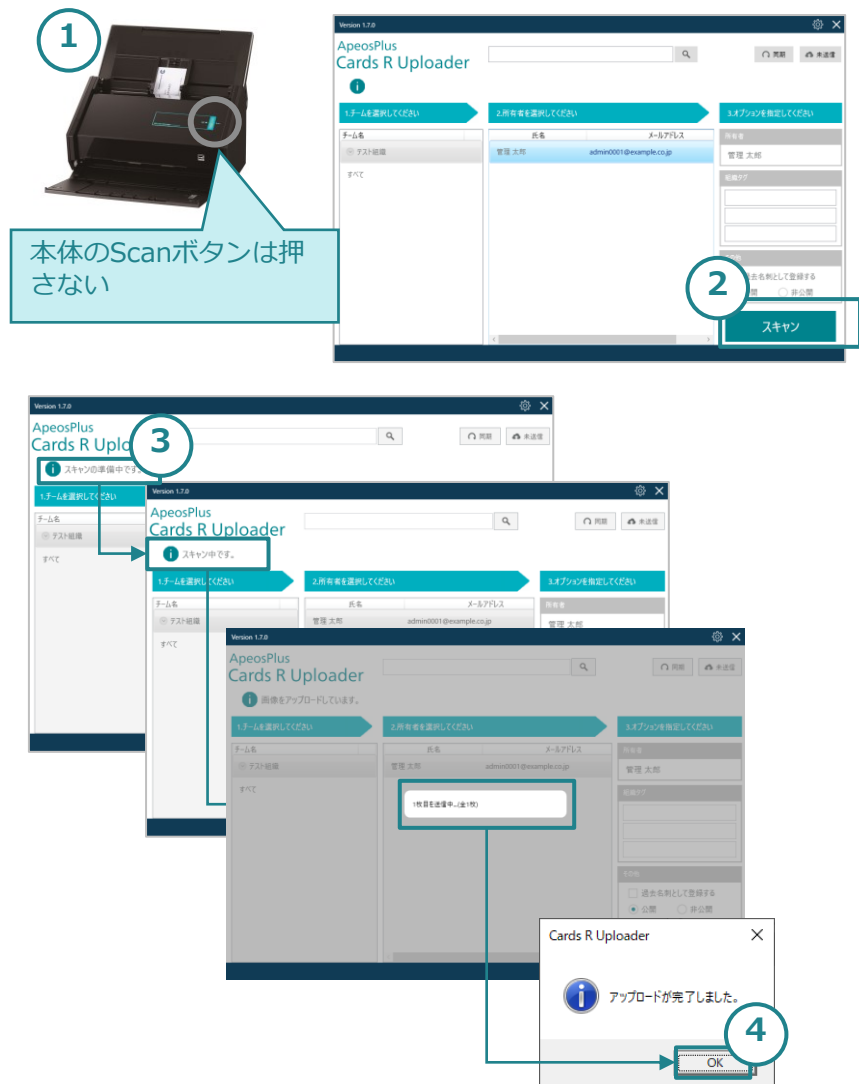 1
本体のScanボタンは押
さない
Version 1.7.0
ApeosPlus
Cards R Uploader
同期
未送信
1.チームを選択してください
2.所有者を選択してください
3.オプションを指定してください
チーム名
氏名
メールアドレス
所有者
テスト組織
管理 太郎
admin0001@example.co.jp
管理 太郎
すべて
組織タグ
その他
過去名刺として登録する
開
非公開
2
スキャン
Version 1.7.0
ApeosPlus
Cards R Uplo
3
同期
未送信
スキャンの準備中です。
1.チームを選択してください
チーム名
テスト組織
すべて
Version 1.7.0
ApeosPlus
Cards R Uploader
同期
未送信
スキャン中です。
1.チームを選択してください
2.所有者を選択してください
3.オプションを指定してください
チーム名
氏名
メールアドレス
所有者
テスト組織
管理 太郎
admin0001@example.co.jp
管理 太郎
すべて
Version 1.7.0
ApeosPlus
Cards R Uploader
同期
未送信
画像をアップロードしています。
1.チームを選択してください
2.所有者を選択してください
3.オプションを指定してください
チーム名
氏名
メールアドレス
所有者
テスト組織
管理 太郎
admin0001@example.co.jp
管理 太郎
すべて
組織タグ
1枚目を送信中...(全1枚)
その他
過去名刺として登録する
公開
非公開
Cards R Uploader
アップロードが完了しました。
4
OK